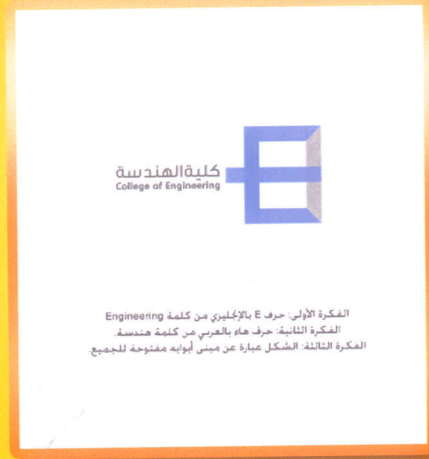 كلية الهندسة
College of Engineering
الفكرة الأولى: حرف E بالإنجليزي من كلمة Engineering
الفكرة الثانية: حرف هاء بالعربي من كلمة هندسة.
الفكرة الثالثة: الشكل عبارة عن مبنى أبوابه مفتوحة للجميع.